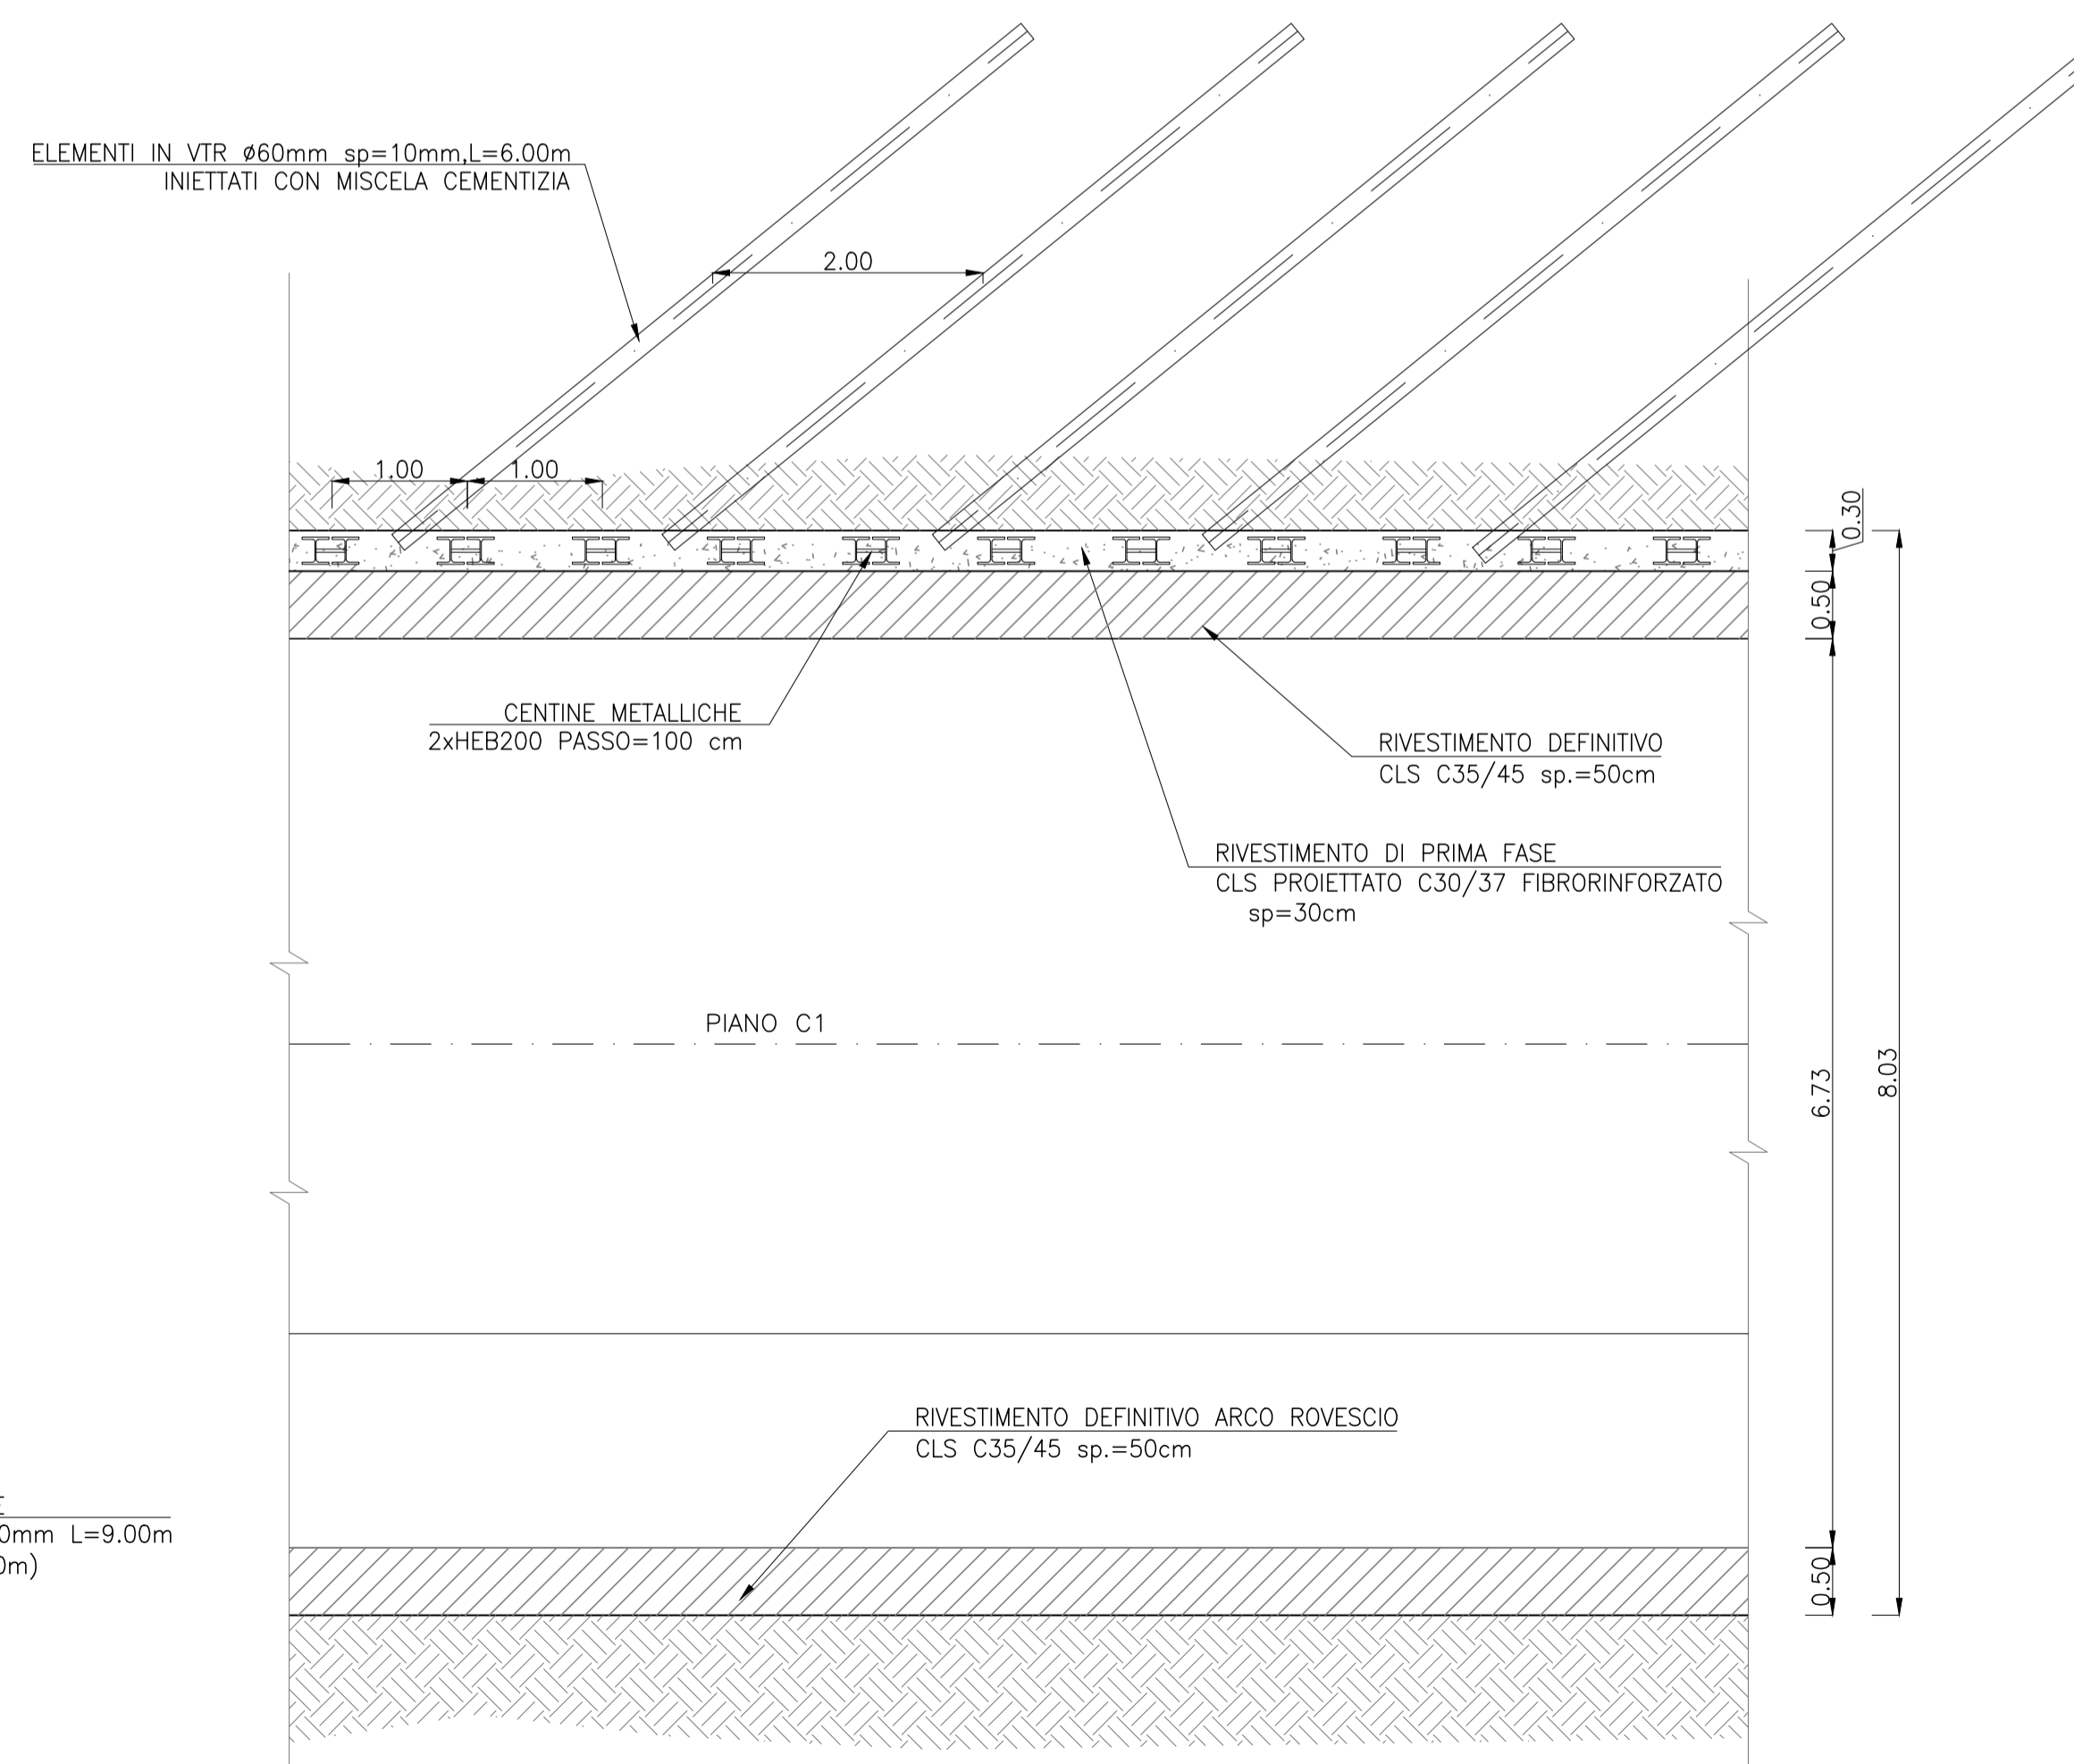 ELEMENTI IN VTR ø60mm sp=10mm,L=6.00m
INIETTATI CON MISCELA CEMENTIZIA
2.00
1.00
1.00
0.30
0.50
CENTINE METALLICHE
2xHEB200 PASSO=100 cm
RIVESTIMENTO DEFINITIVO
CLS C35/45 sp.=50cm
RIVESTIMENTO DI PRIMA FASE
CLS PROIETTATO C30/37 FIBRORINFORZATO
sp=30cm
PIANO C1
6.73
8.03
RIVESTIMENTO DEFINITIVO ARCO ROVESCIO
CLS C35/45 sp.=50cm
E
0mm L=9.00m
0m)
0.50